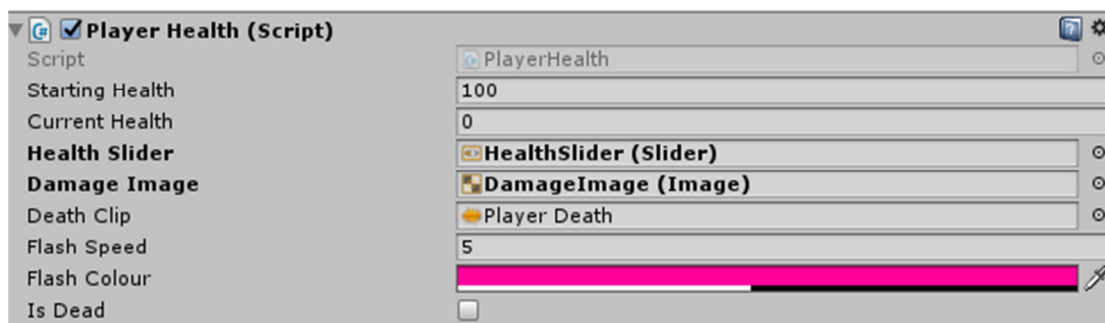 Player Health (Script)
Script PlayerHealth
Starting Health 100
Current Health 0
Health Slider HealthSlider (Slider)
Damage Image DamageImage (Image)
Death Clip Player Death
Flash Speed 5
Flash Colour
Is Dead